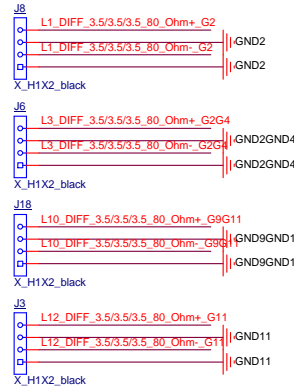 J8
L1_DIFF_3.5/3.5/3.5_80_Ohm+_G2
GND2
L1_DIFF_3.5/3.5/3.5_80_Ohm-_G2
GND2
X_H1X2_black
J6
L3_DIFF_3.5/3.5/3.5_80_Ohm+_G2G4
GND2GND4
L3_DIFF_3.5/3.5/3.5_80_Ohm-_G2G4
GND2GND4
X_H1X2_black
J18
L10_DIFF_3.5/3.5/3.5_80_Ohm+_G9G11
GND9GND1
L10_DIFF_3.5/3.5/3.5_80_Ohm-_G9G11
GND9GND1
X_H1X2_black
J3
L12_DIFF_3.5/3.5/3.5_80_Ohm+_G11
GND11
L12_DIFF_3.5/3.5/3.5_80_Ohm-_G11
GND11
X_H1X2_black